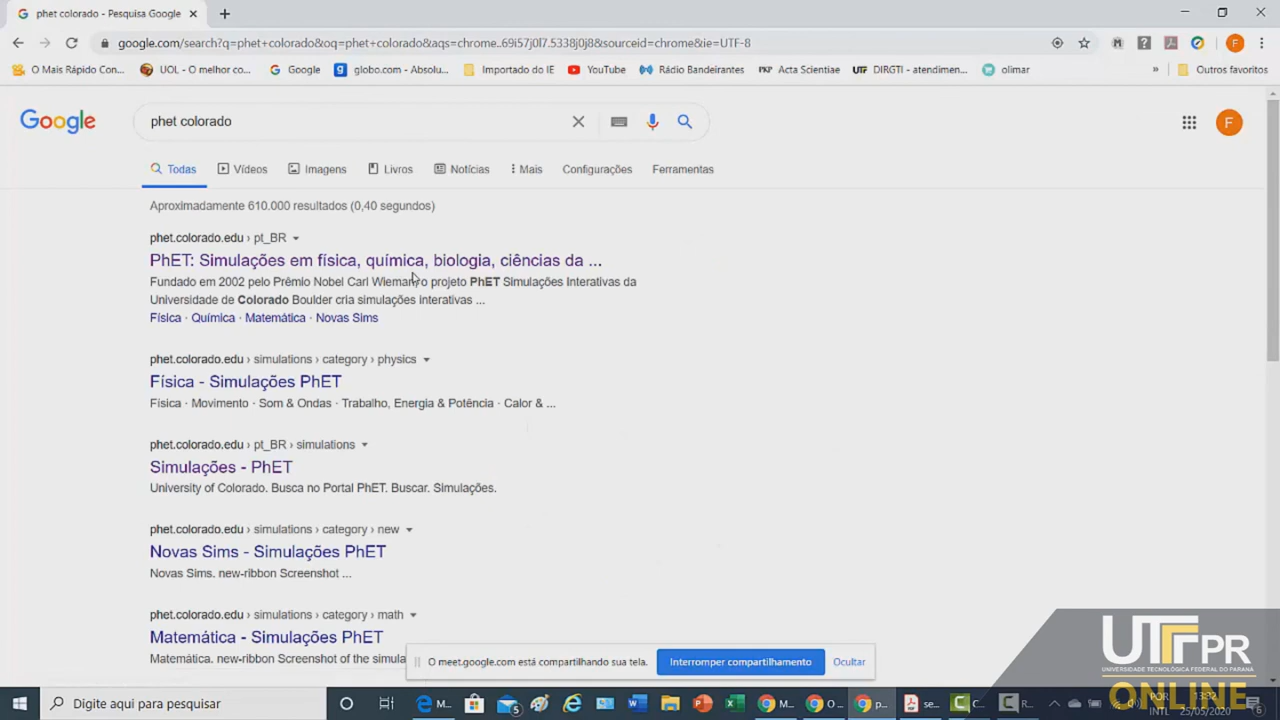 phet colorado - Pesquisa Google
google.com/search?q=phet+colorado&oq=phet+colorado&aqs=chrome..69i57j0l7.5338j0j8&sourceid=chrome&ie=UTF-8
O Mais Rápido Con... UOL - O melhor co... Google globo.com - Absolu... Importado do IE YouTube Rádio Bandeirantes Acta Scientiae DIRGTI - atendimen... olimar » Outros favoritos
Google
phet colorado
F
Todas Vídeos Imagens Livros Notícias Mais Configurações Ferramentas
Aproximadamente 610.000 resultados (0,40 segundos)
phet.colorado.edu › pt_BR
PhET: Simulações em física, química, biologia, ciências da ...
Fundado em 2002 pelo Prêmio Nobel Carl Wieman, o projeto PhET Simulações Interativas da
Universidade de Colorado Boulder cria simulações interativas ...
Física · Química · Matemática · Novas Sims
phet.colorado.edu › simulations › category › physics
Física - Simulações PhET
Física · Movimento · Som & Ondas · Trabalho, Energia & Potência · Calor & ...
phet.colorado.edu › pt_BR › simulations
Simulações - PhET
University of Colorado. Busca no Portal PhET. Buscar. Simulações.
phet.colorado.edu › simulations › category › new
Novas Sims - Simulações PhET
Novas Sims. new-ribbon Screenshot ...
phet.colorado.edu › simulations › category › math
Matemática - Simulações PhET
Matemática. new-ribbon Screenshot of the simula
O meet.google.com está compartilhando sua tela. Interromper compartilhamento Ocultar
UTFPR
UNIVERSIDADE TECNOLÓGICA FEDERAL DO PARANÁ
ONLINE
Digite aqui para pesquisar
M... 5 M... O ... p... se... C... R...
POR
INTL 25/05/2020 6